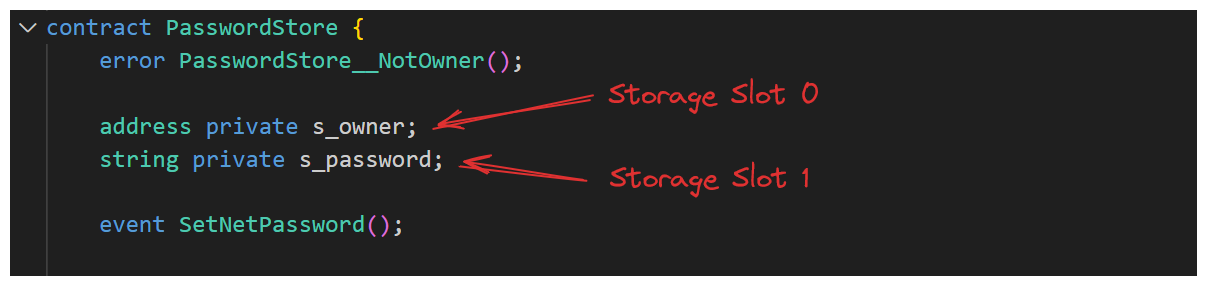 contract PasswordStore {
error PasswordStore__NotOwner();
Storage Slot 0
address private s_owner;
string private s_password;
Storage Slot 1
event SetNetPassword();